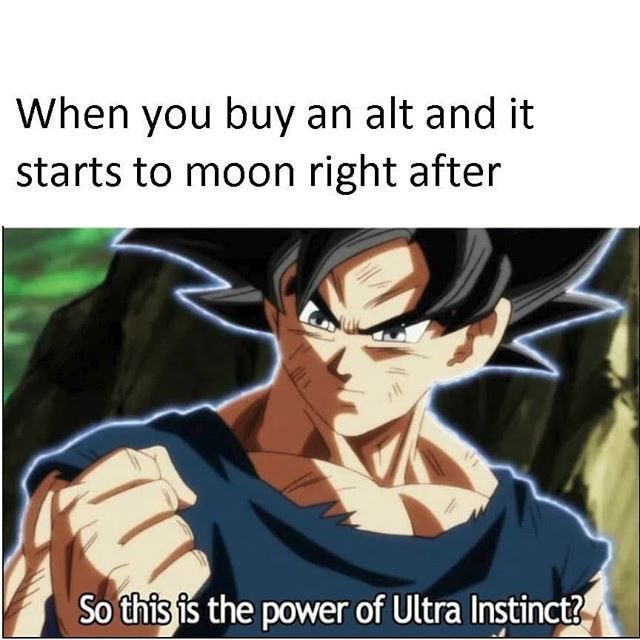 When you buy an alt and it
starts to moon right after
So this is the power of Ultra Instinct?